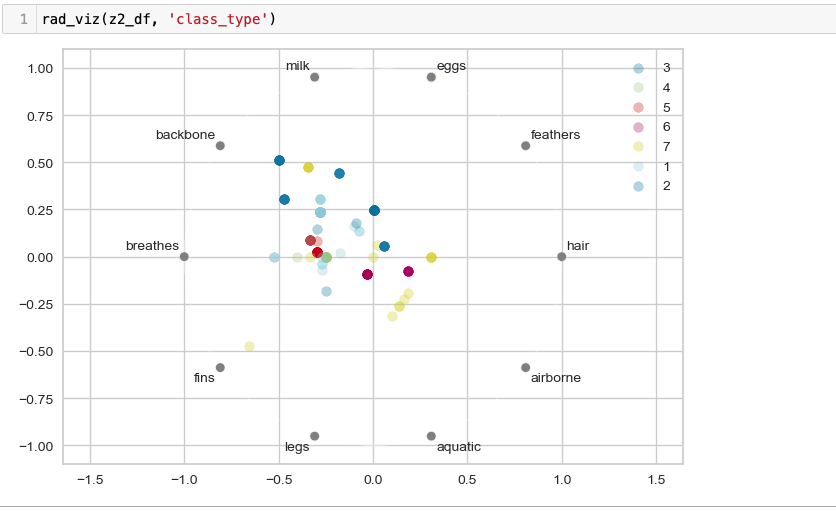 1 rad_viz(z2_df, 'class_type')
1.00
0.75
0.50
0.25
0.00
−0.25
−0.50
−0.75
−1.00
milk
eggs
backbone
feathers
breathes
hair
fins
airborne
legs
aquatic
3
4
5
6
7
1
2
−1.5 −1.0 −0.5 0.0 0.5 1.0 1.5